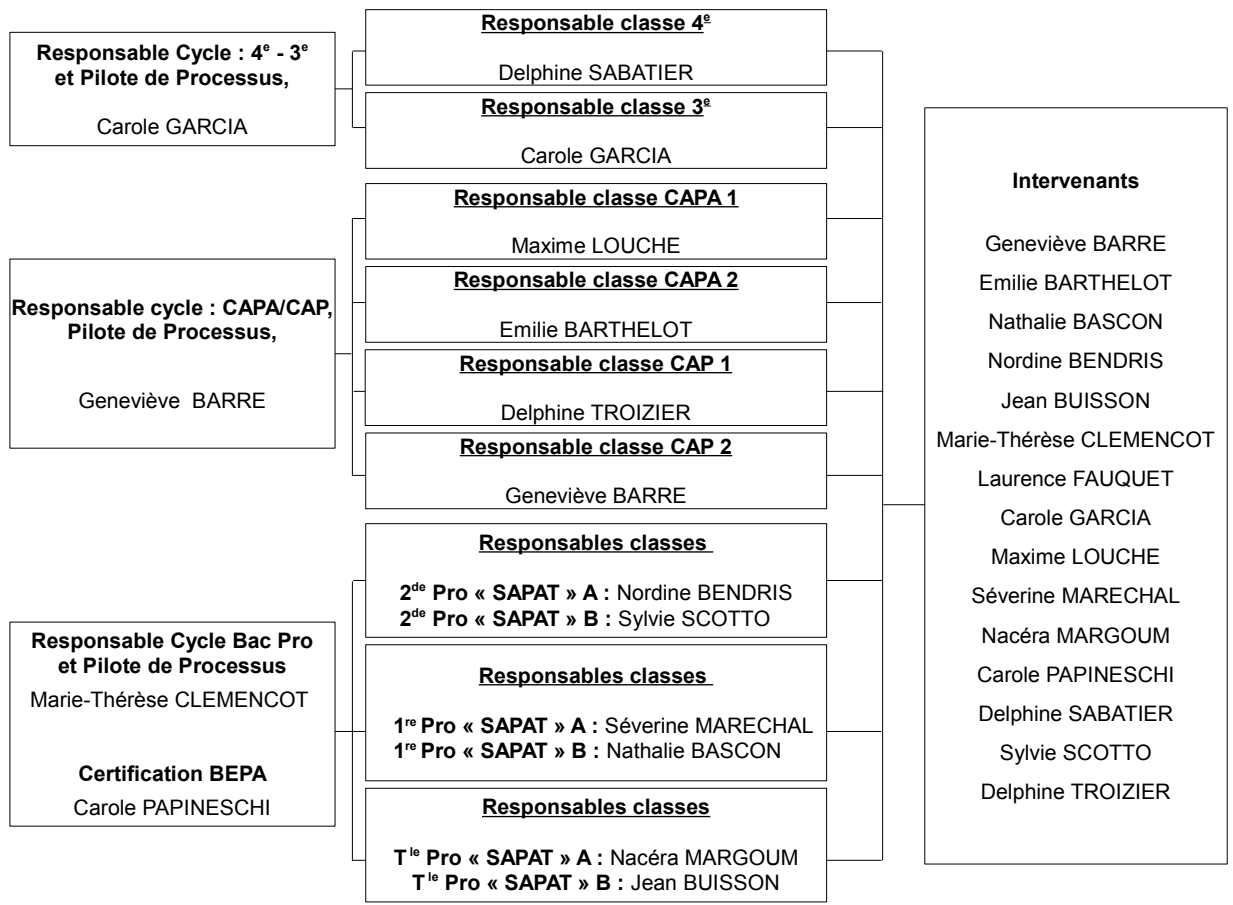 Responsable Cycle : 4e - 3e
et Pilote de Processus,
Carole GARCIA
Responsable classe 4e
Delphine SABATIER
Responsable classe 3e
Carole GARCIA
Responsable cycle : CAPA/CAP,
Pilote de Processus,
Geneviève BARRE
Responsable classe CAPA 1
Maxime LOUCHE
Responsable classe CAPA 2
Emilie BARTHELOT
Responsable classe CAP 1
Delphine TROIZIER
Responsable classe CAP 2
Geneviève BARRE
Responsable Cycle Bac Pro
et Pilote de Processus
Marie-Thérèse CLEMENCOT
Certification BEPA
Carole PAPINESCHI
Responsables classes
2de Pro « SAPAT » A : Nordine BENDRIS
2de Pro « SAPAT » B : Sylvie SCOTTO
Responsables classes
1re Pro « SAPAT » A : Séverine MARECHAL
1re Pro « SAPAT » B : Nathalie BASCON
Responsables classes
Tle Pro « SAPAT » A : Nacéra MARGOUM
Tle Pro « SAPAT » B : Jean BUISSON
Intervenants
Geneviève BARRE
Emilie BARTHELOT
Nathalie BASCON
Nordine BENDRIS
Jean BUISSON
Marie-Thérèse CLEMENCOT
Laurence FAUQUET
Carole GARCIA
Maxime LOUCHE
Séverine MARECHAL
Nacéra MARGOUM
Carole PAPINESCHI
Delphine SABATIER
Sylvie SCOTTO
Delphine TROIZIER